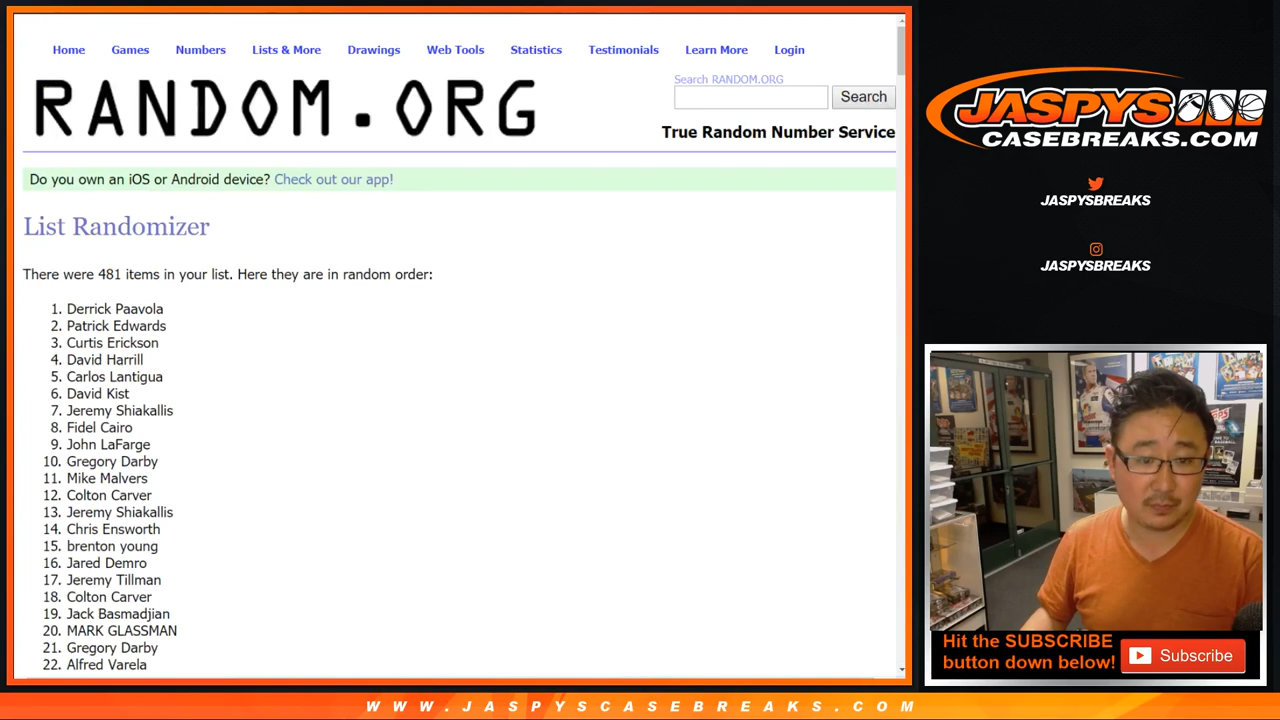 Home Games Numbers Lists & More Drawings Web Tools Statistics Testimonials Learn More Login
RANDOM.ORG
Search RANDOM.ORG
Search
True Random Number Service
Do you own an iOS or Android device? Check out our app!
List Randomizer
There were 481 items in your list. Here they are in random order:
1. Derrick Paavola
2. Patrick Edwards
3. Curtis Erickson
4. David Harrill
5. Carlos Lantigua
6. David Kist
7. Jeremy Shiakallis
8. Fidel Cairo
9. John LaFarge
10. Gregory Darby
11. Mike Malvers
12. Colton Carver
13. Jeremy Shiakallis
14. Chris Ensworth
15. brenton young
16. Jared Demro
17. Jeremy Tillman
18. Colton Carver
19. Jack Basmadjian
20. MARK GLASSMAN
21. Gregory Darby
22. Alfred Varela
JASPYS
CASEBREAKS.COM
JASPYSBREAKS
JASPYSBREAKS
Hit the SUBSCRIBE
button down below!
Subscribe
WWW.JASPYSCASEBREAKS.COM